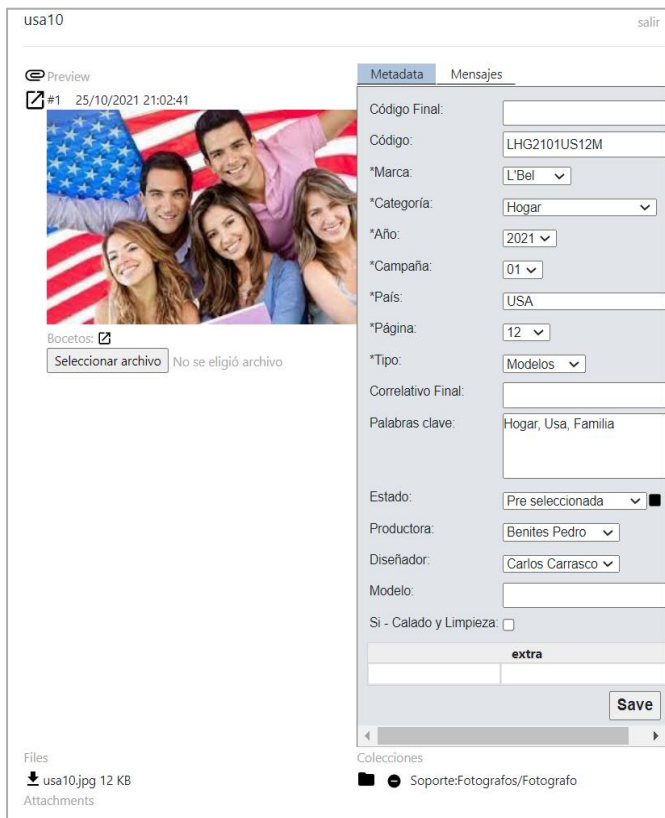 usa10 salir
Preview
#1 25/10/2021 21:02:41
Bocetos:
Seleccionar archivo No se eligió archivo
Metadata Mensajes
Código Final:
Código: LHG2101US12M
*Marca: L'Bel
*Categoría: Hogar
*Año: 2021
*Campaña: 01
*País: USA
*Página: 12
*Tipo: Modelos
Correlativo Final:
Palabras clave: Hogar, Usa, Familia
Estado: Pre seleccionada
Productora: Benites Pedro
Diseñador: Carlos Carrasco
Modelo:
Si - Calado y Limpieza:
extra
Save
Files
usa10.jpg 12 KB
Attachments
Colecciones
Soporte:Fotografos/Fotografo